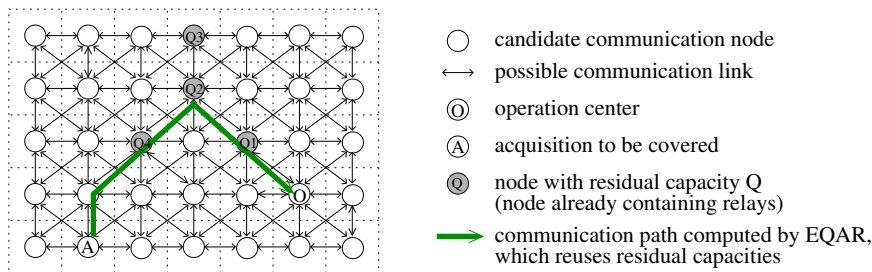 Q3
Q2
Q4
Q1
O
A
candidate communication node
possible communication link
O operation center
A acquisition to be covered
Q node with residual capacity Q
(node already containing relays)
communication path computed by EQAR,
which reuses residual capacities